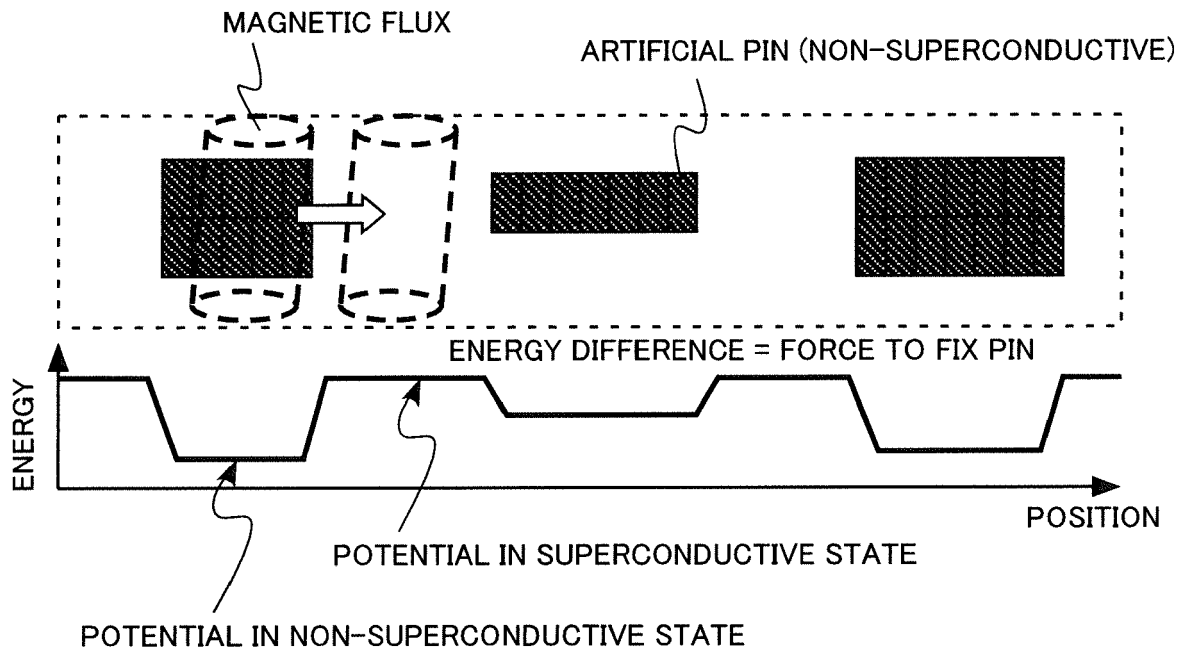 MAGNETIC FLUX
ARTIFICIAL PIN (NON-SUPERCONDUCTIVE)
ENERGY DIFFERENCE = FORCE TO FIX PIN
ENERGY
POSITION
POTENTIAL IN SUPERCONDUCTIVE STATE
POTENTIAL IN NON-SUPERCONDUCTIVE STATE